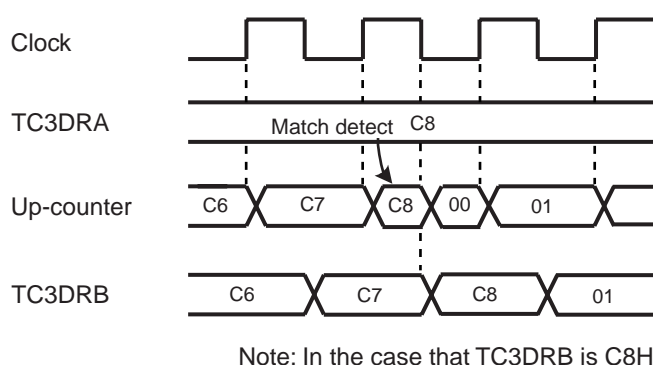 Clock
TC3DRA
Match detect C8
Up-counter C6 C7 C8 00 01
TC3DRB C6 C7 C8 01
Note: In the case that TC3DRB is C8H